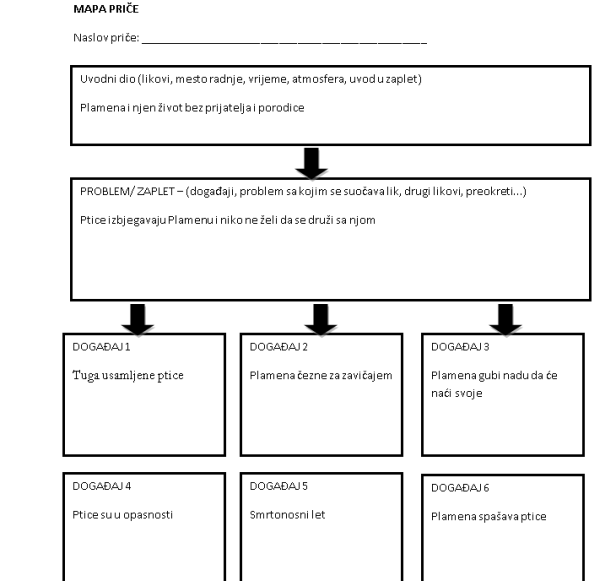 MAPA PRIČE
Naslov priče: ______________________________________________
Uvodni dio (likovi, mesto radnje, vrijeme, atmosfera, uvod u zaplet)
Plamena i njen život bez prijatelja i porodice
PROBLEM/ ZAPLET – (događaji, problem sa kojim se suočava lik, drugi likovi, preokreti...)
Ptice izbjegavaju Plamenu i niko ne želi da se druži sa njom
DOGAĐAJ 1
Tuga usamljene ptice
DOGAĐAJ 2
Plamena čezne za zavičajem
DOGAĐAJ 3
Plamena gubi nadu da će
naći svoje
DOGAĐAJ 4
Ptice su u opasnosti
DOGAĐAJ 5
Smrtonosni let
DOGAĐAJ 6
Plamena spašava ptice